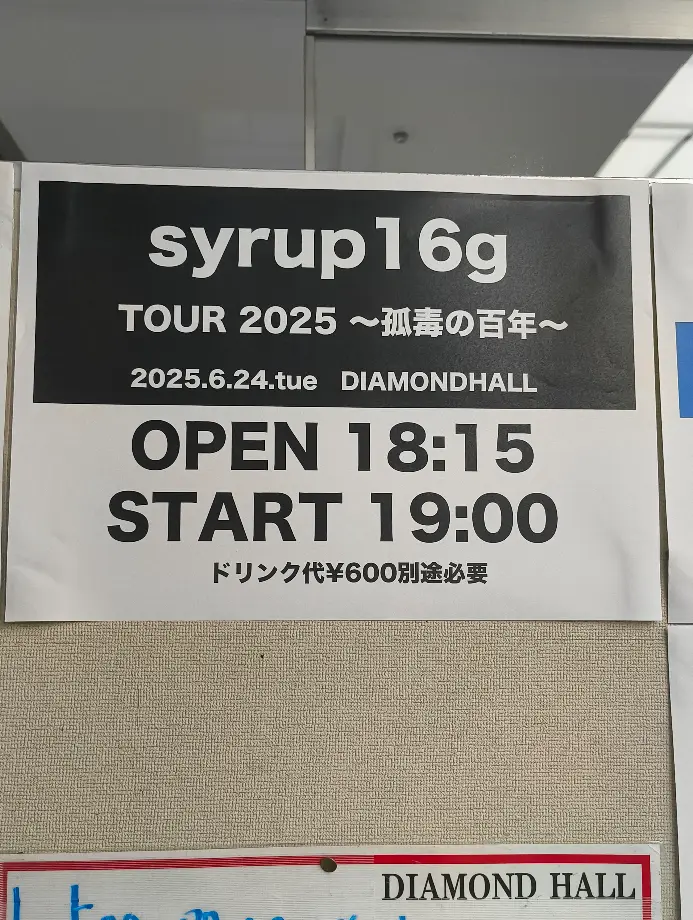 syrup16g
TOUR 2025 〜孤毒の百年〜
2025.6.24.tue DIAMONDHALL
OPEN 18:15
START 19:00
ドリンク代¥600別途必要
DIAMOND HALL